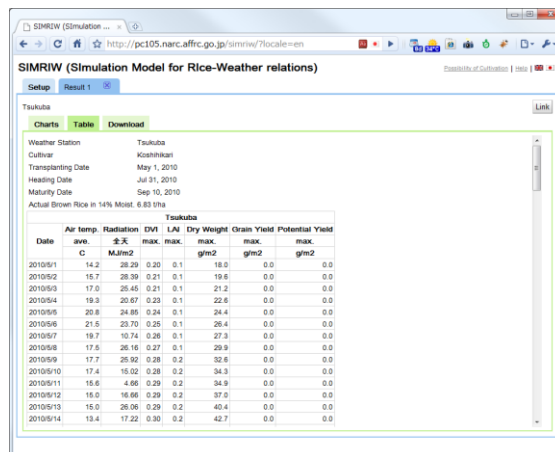 SIMRIW (SImulation ...
http://pc105.narc.affrc.go.jp/simriw/?locale=en
SIMRIW (SImulation Model for RIce-Weather relations)
Possibility of Cultivation | Help |
Setup Result 1
Tsukuba Link
Charts Table Download
Weather Station Tsukuba
Cultivar Koshihikari
Transplanting Date May 1, 2010
Heading Date Jul 31, 2010
Maturity Date Sep 10, 2010
Actual Brown Rice in 14% Moist. 6.83 t/ha
Tsukuba
Air temp. Radiation DVI LAI Dry Weight Grain Yield Potential Yield
Date ave. 全天 max. max. max. max. max.
C MJ/m2 g/m2 g/m2 g/m2
2010/5/1 14.2 28.29 0.20 0.1 18.0 0.0 0.0
2010/5/2 15.7 28.39 0.21 0.1 19.6 0.0 0.0
2010/5/3 17.0 25.45 0.21 0.1 21.2 0.0 0.0
2010/5/4 19.3 20.67 0.23 0.1 22.6 0.0 0.0
2010/5/5 20.8 24.85 0.24 0.1 24.4 0.0 0.0
2010/5/6 21.5 23.70 0.25 0.1 26.4 0.0 0.0
2010/5/7 19.7 10.74 0.26 0.1 27.3 0.0 0.0
2010/5/8 17.5 26.16 0.27 0.1 29.9 0.0 0.0
2010/5/9 17.7 25.92 0.28 0.2 32.6 0.0 0.0
2010/5/10 17.4 15.02 0.28 0.2 34.3 0.0 0.0
2010/5/11 15.6 4.66 0.29 0.2 34.9 0.0 0.0
2010/5/12 15.0 16.66 0.29 0.2 37.0 0.0 0.0
2010/5/13 15.0 26.06 0.29 0.2 40.4 0.0 0.0
2010/5/14 13.4 17.22 0.30 0.2 42.7 0.0 0.0